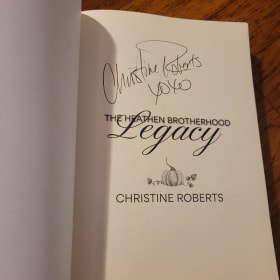 Christine Roberts
xoxo
THE HEATHEN BROTHERHOOD
Legacy
CHRISTINE ROBERTS